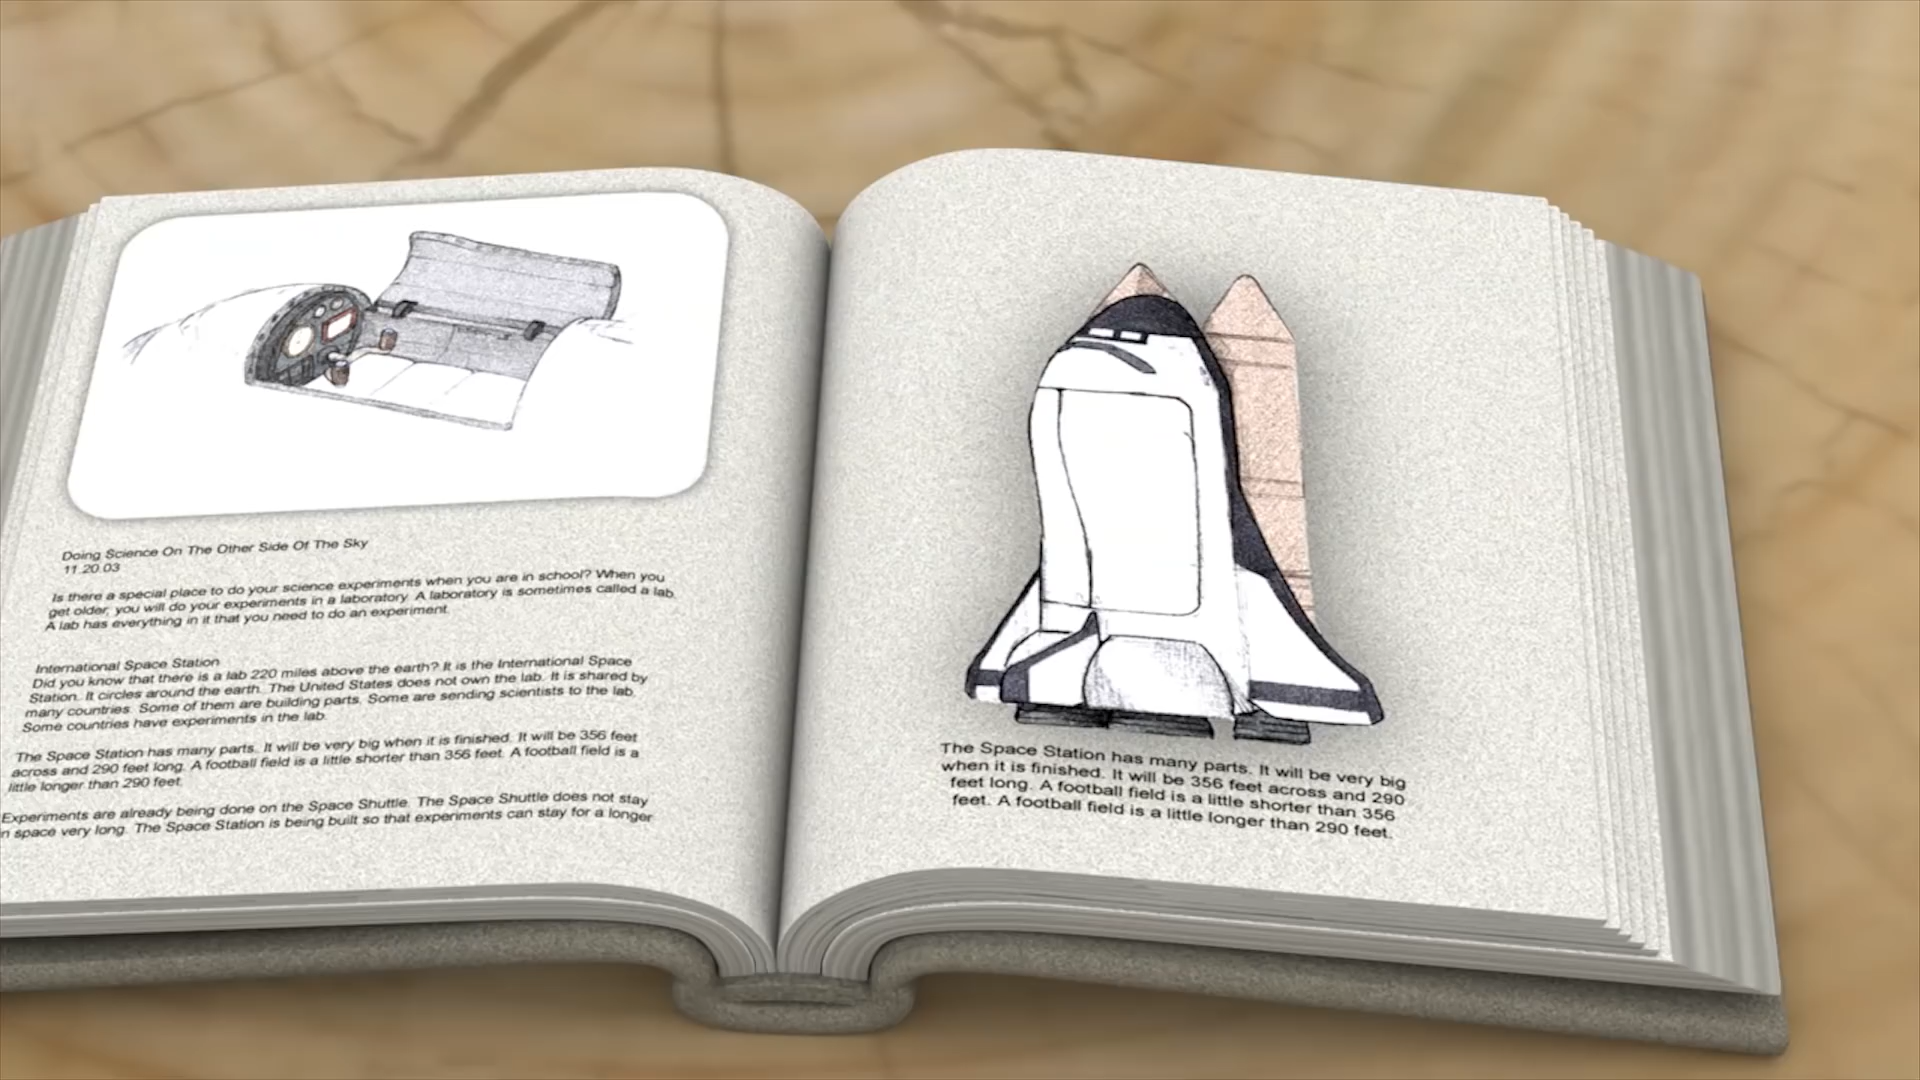 Doing Science On The Other Side Of The Sky
11.20.03
Is there a special place to do your science experiments when you are in school? When you
get older, you will do your experiments in a laboratory. A laboratory is sometimes called a lab.
A lab has everything in it that you need to do an experiment.
International Space Station
Did you know that there is a lab 220 miles above the earth? It is the International Space
Station. It circles around the earth. The United States does not own the lab. It is shared by
many countries. Some of them are building parts. Some are sending scientists to the lab.
Some countries have experiments in the lab.
The Space Station has many parts. It will be very big when it is finished. It will be 356 feet
across and 290 feet long. A football field is a little shorter than 356 feet. A football field is a
little longer than 290 feet.
Experiments are already being done on the Space Shuttle. The Space Shuttle does not stay
n space very long. The Space Station is being built so that experiments can stay for a longer
The Space Station has many parts. It will be very big
when it is finished. It will be 356 feet across and 290
feet long. A football field is a little shorter than 356
feet. A football field is a little longer than 290 feet.